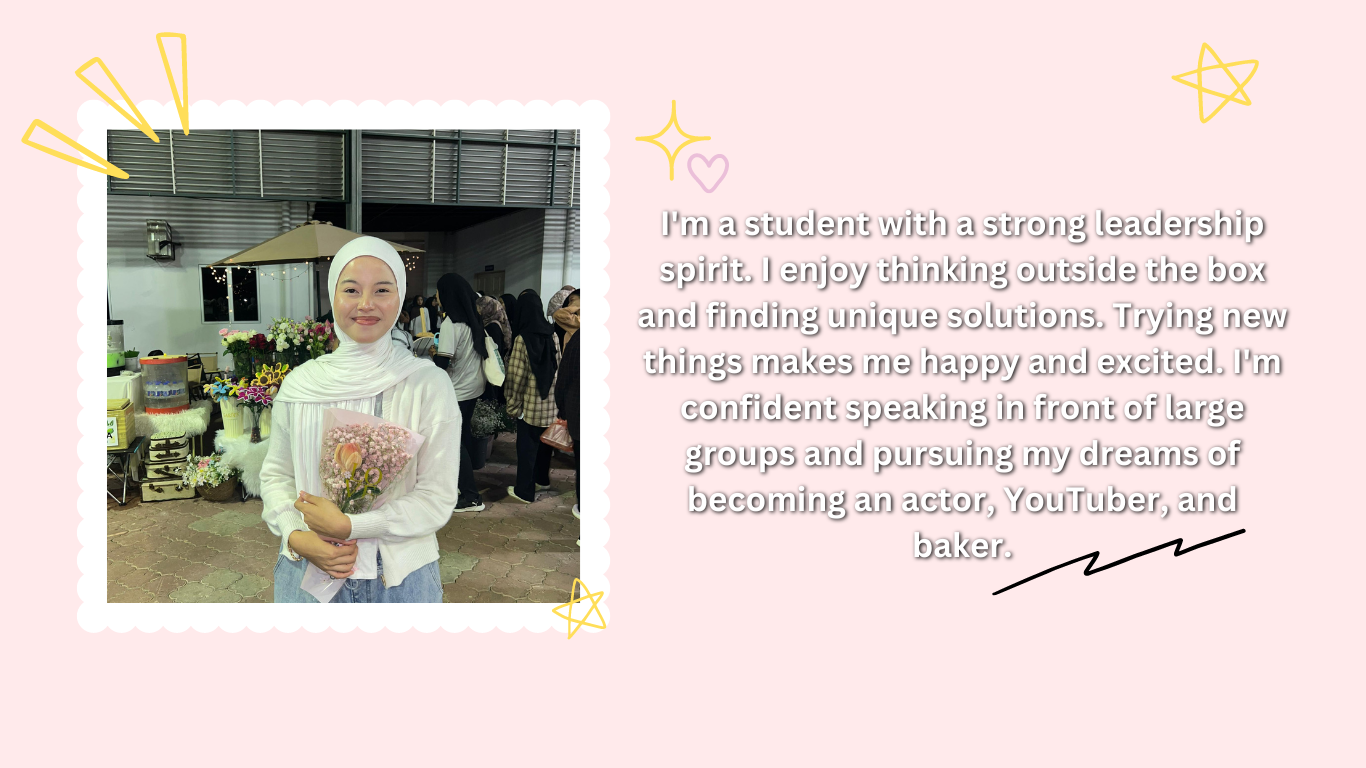 I'm a student with a strong leadership
spirit. I enjoy thinking outside the box
and finding unique solutions. Trying new
things makes me happy and excited. I'm
confident speaking in front of large
groups and pursuing my dreams of
becoming an actor, YouTuber, and
baker.